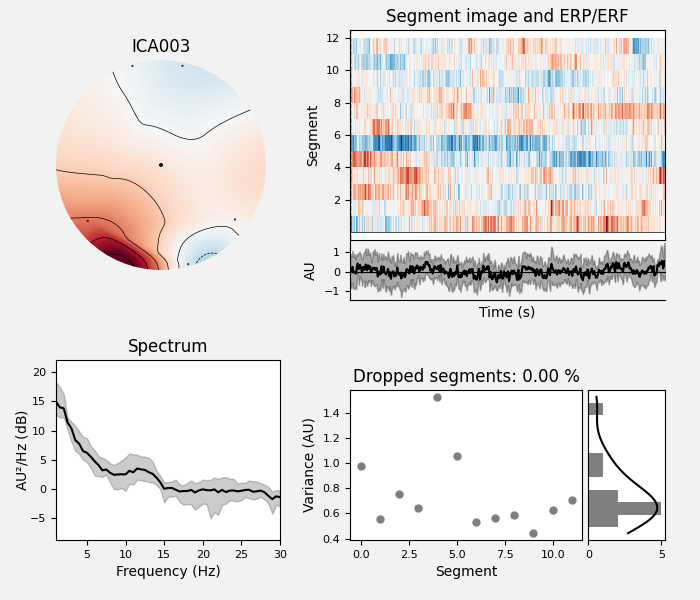 ICA003
Segment image and ERP/ERF
Segment
12
10
8
6
4
2
AU
1
0
−1
Time (s)
Spectrum
AU²/Hz (dB)
20
15
10
5
0
−5
5 10 15 20 25 30
Frequency (Hz)
Dropped segments: 0.00 %
Variance (AU)
1.4
1.2
1.0
0.8
0.6
0.4
0.0 2.5 5.0 7.5 10.0
Segment
0 5